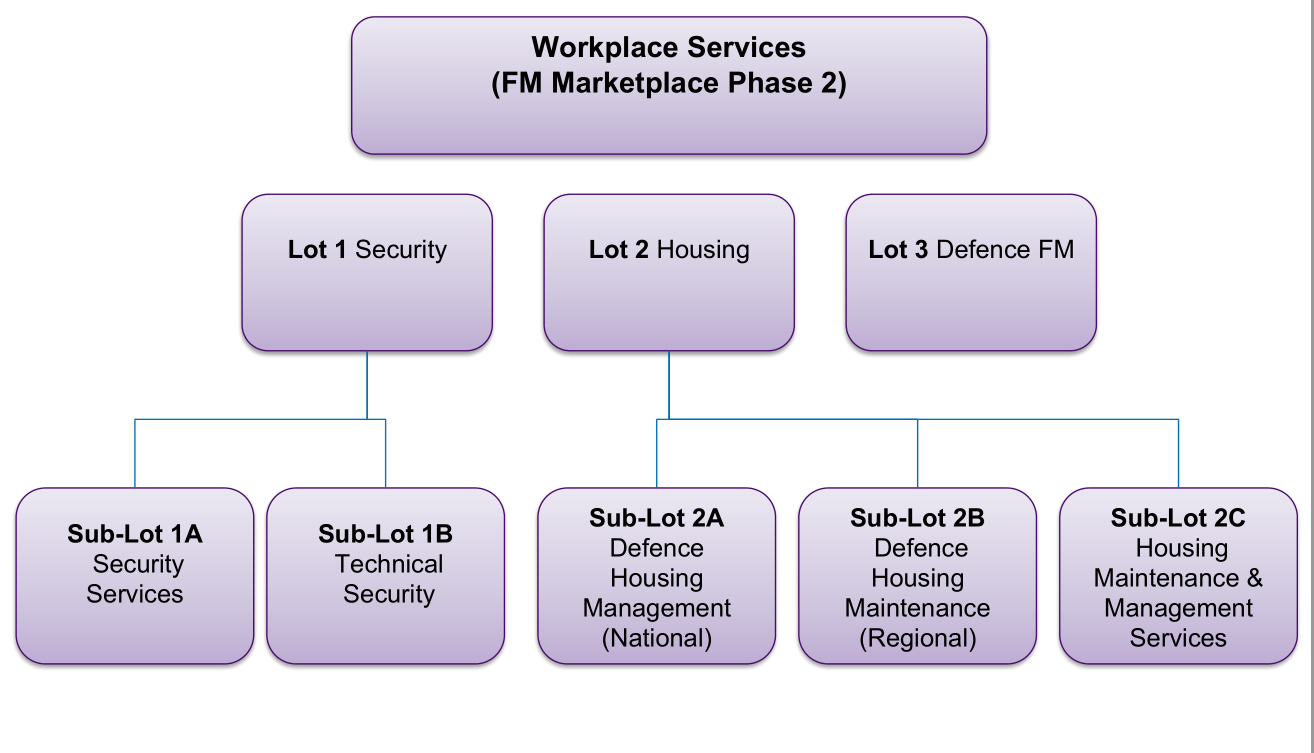 Workplace Services
(FM Marketplace Phase 2)
Lot 1 Security
Lot 2 Housing
Lot 3 Defence FM
Sub-Lot 1A
Security
Services
Sub-Lot 1B
Technical
Security
Sub-Lot 2A
Defence
Housing
Management
(National)
Sub-Lot 2B
Defence
Housing
Maintenance
(Regional)
Sub-Lot 2C
Housing
Maintenance &
Management
Services